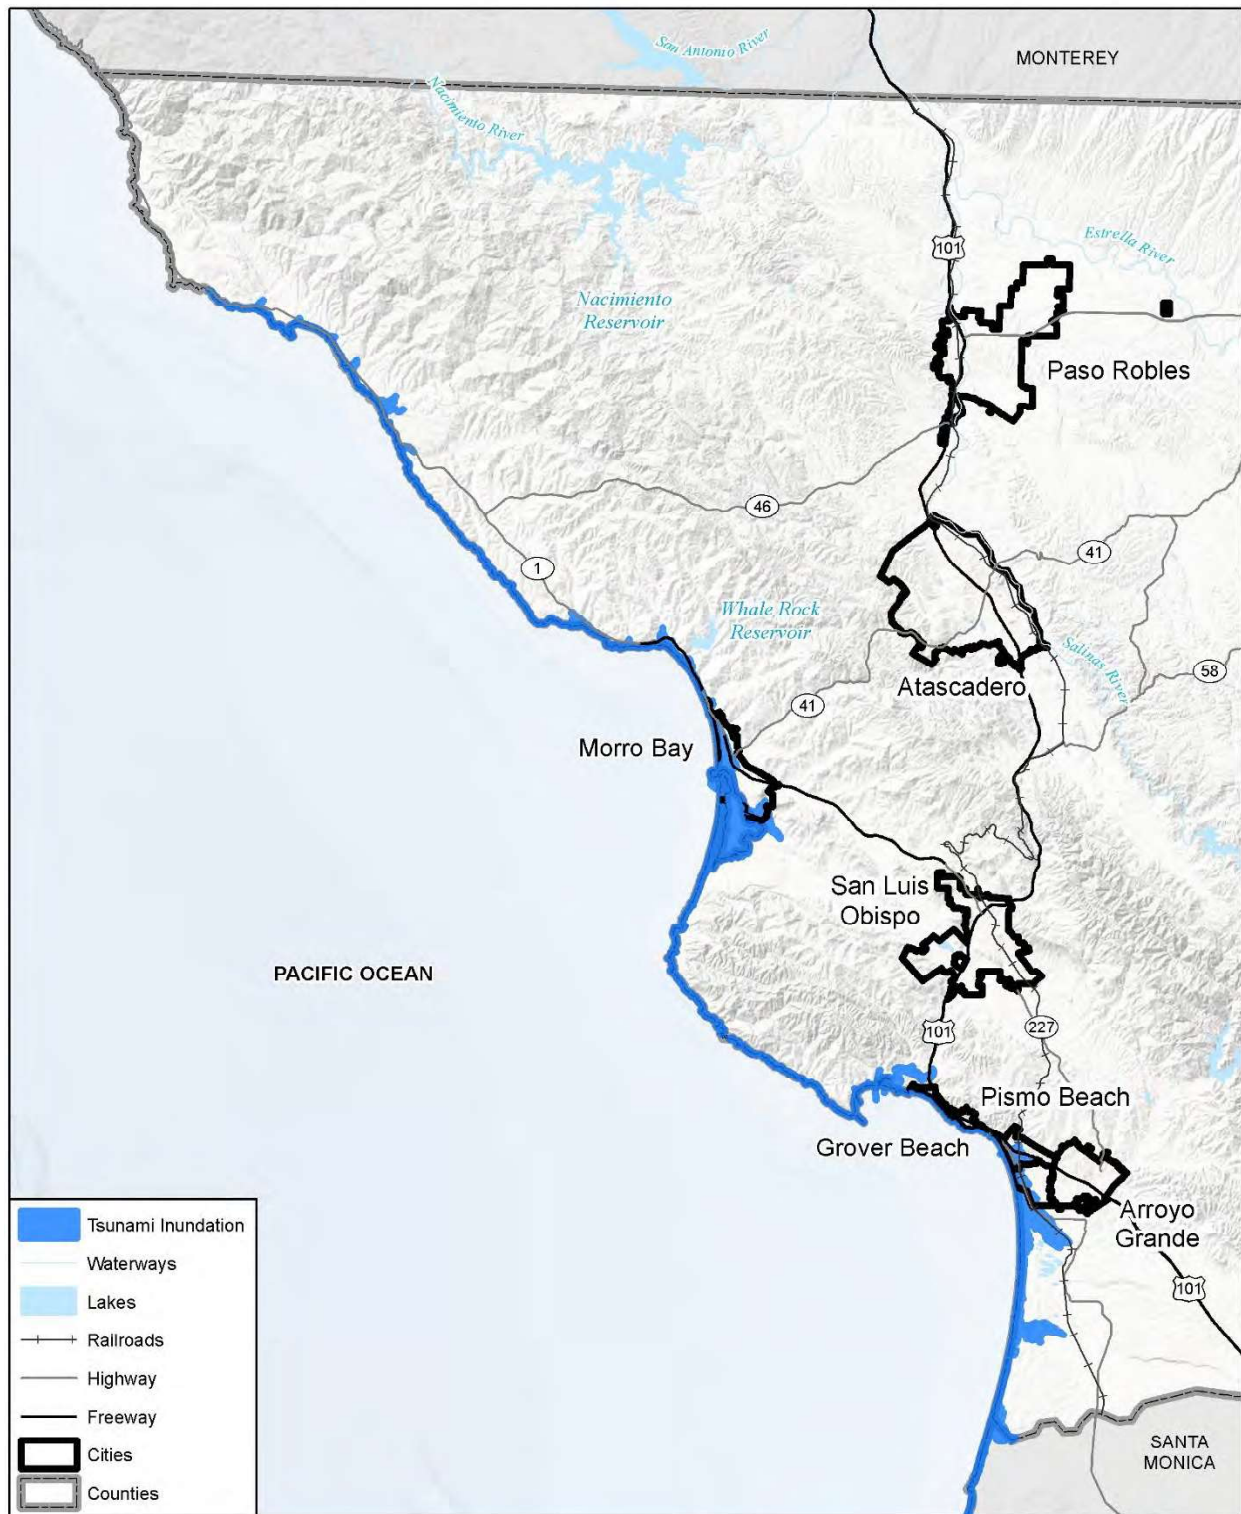 San Antonio River
MONTEREY
Nacimiento River
Estrella River
101
Nacimiento
Reservoir
Paso Robles
46
41
1
Whale Rock
Reservoir
Salinas River
58
Atascadero
41
Morro Bay
San Luis
Obispo
PACIFIC OCEAN
101
227
Pismo Beach
Grover Beach
Arroyo
Grande
101
Tsunami Inundation
Waterways
Lakes
Railroads
Highway
Freeway
Cities
Counties
SANTA
MONICA